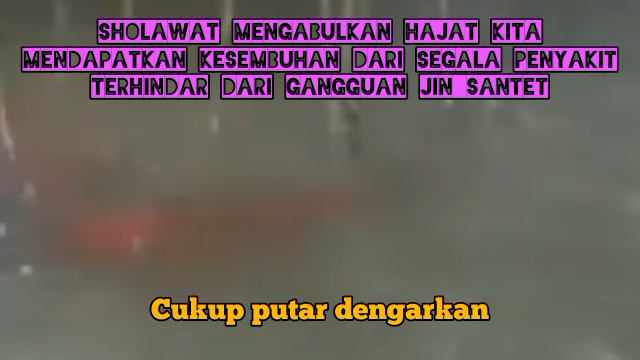 SHOLAWAT MENGABULKAN HAJAT KITA
MENDAPATKAN KESEMBUHAN DARI SEGALA PENYAKIT
TERHINDAR DARI GANGGUAN JIN SANTET
Cukup putar dengarkan